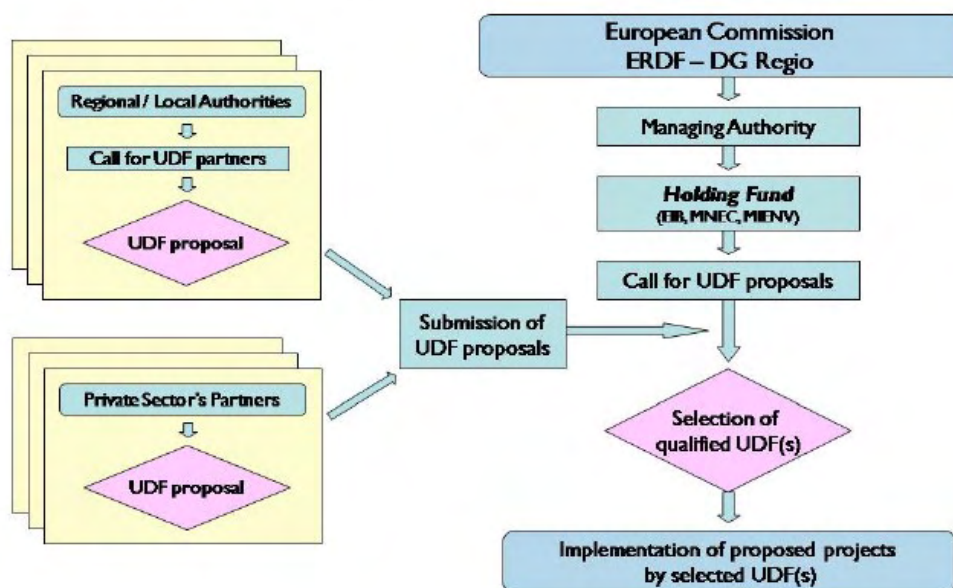 European Commission
ERDF – DG Regio
Regional / Local Authorities
Managing Authority
Call for UDF partners
Holding Fund
(EIB, MNEC, MIENV)
UDF proposal
Call for UDF proposals
Submission of
UDF proposals
Private Sector's Partners
Selection of
qualified UDF(s)
UDF proposal
Implementation of proposed projects
by selected UDF(s)